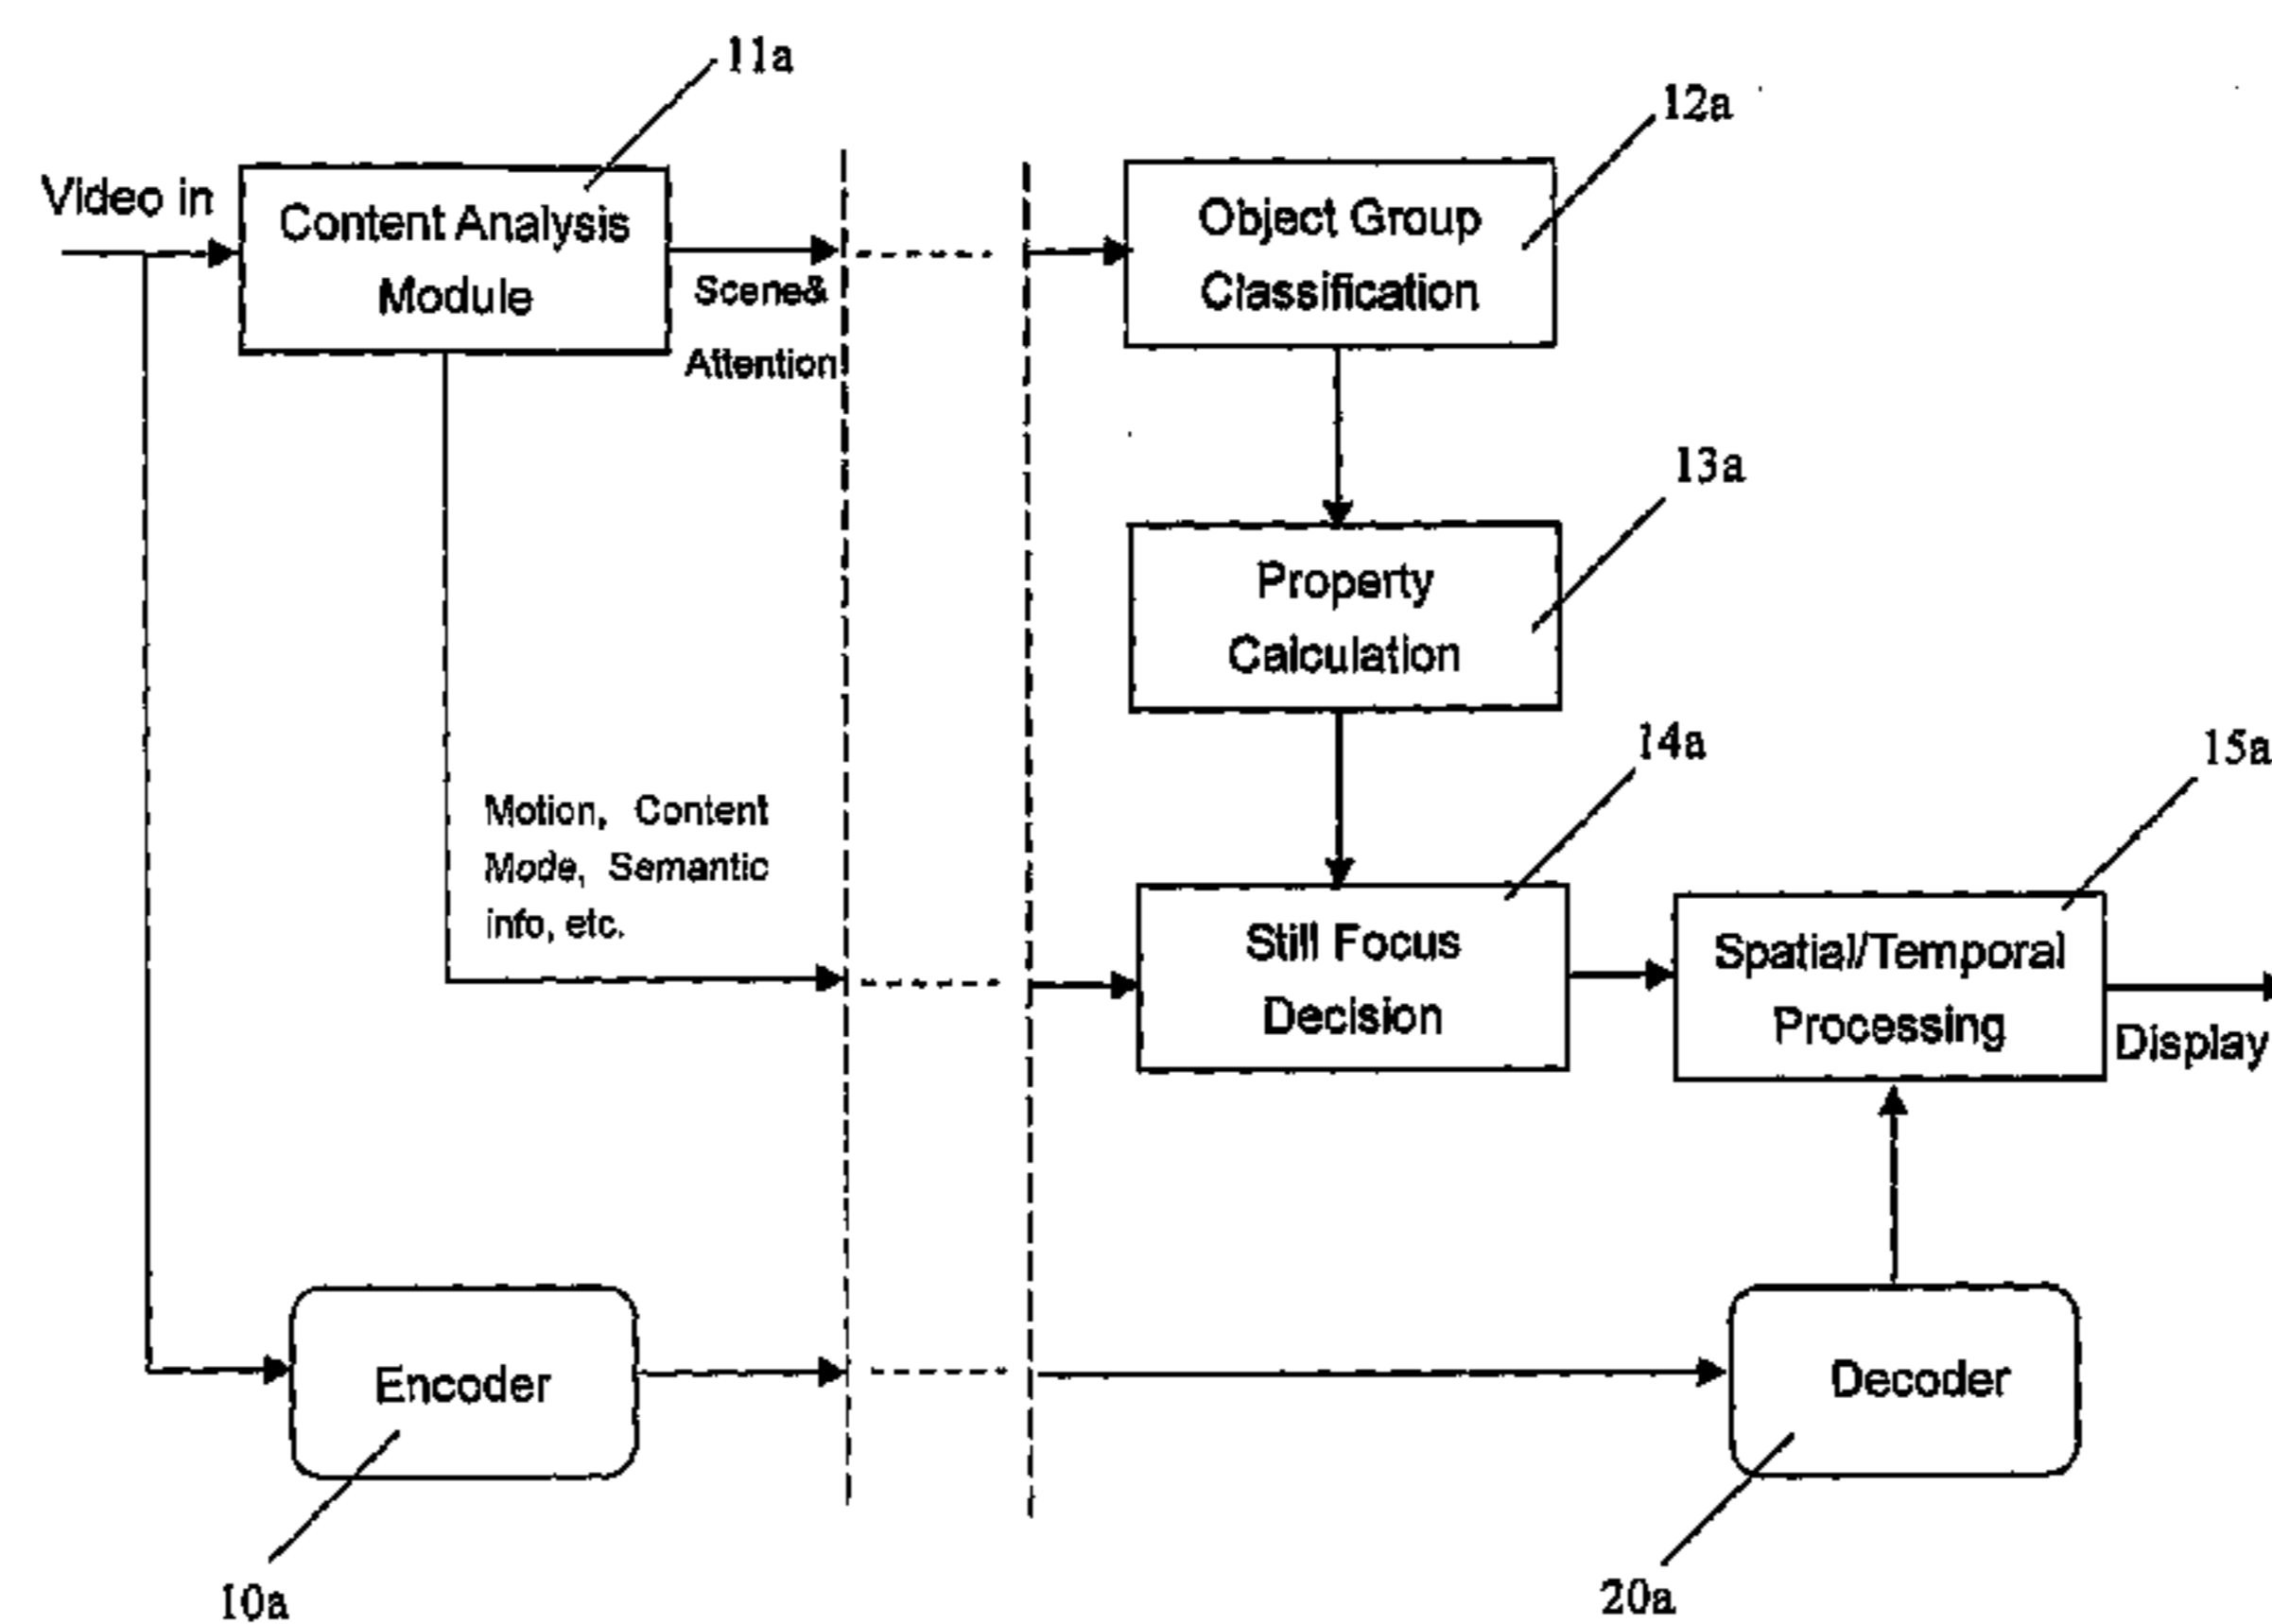 11a
12a
Video in
Content Analysis
Module
Scene&
Attention
Object Group
Classification
13a
Property
Calculation
14a
15a
Motion, Content
Mode, Semantic
info, etc.
Still Focus
Decision
Spatial/Temporal
Processing
Display
Encoder
Decoder
10a
20a